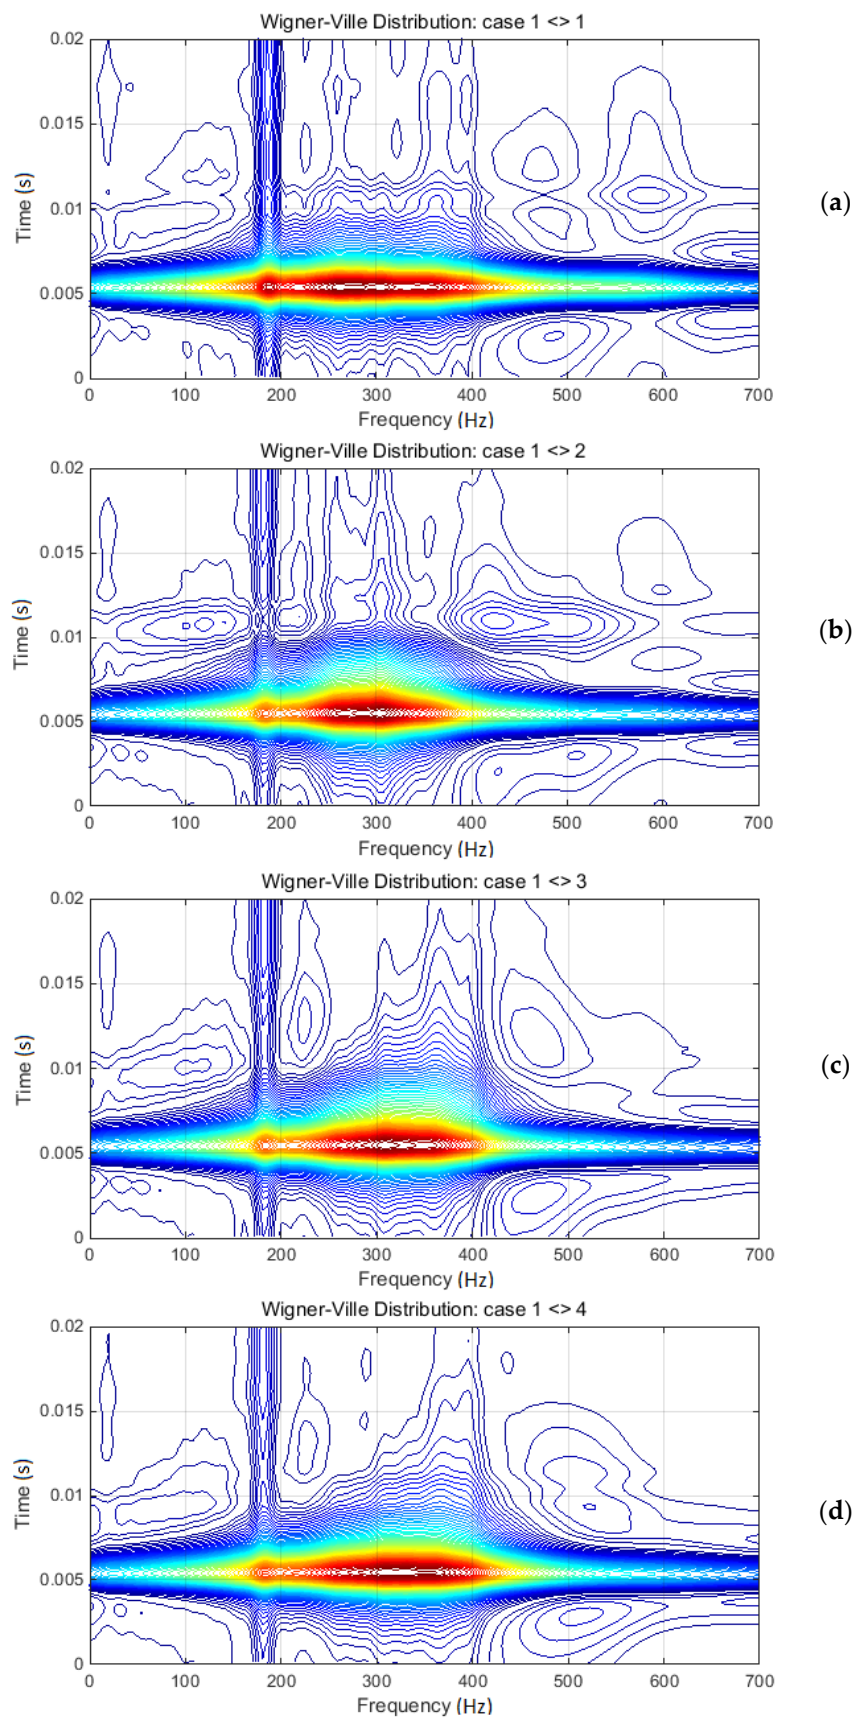 Wigner-Ville Distribution: case 1 <> 1
0.02
0.015
0.01
0.005
0
Time (s)
0 100 200 300 400 500 600 700
Frequency (Hz)
(a)
Wigner-Ville Distribution: case 1 <> 2
0.02
0.015
0.01
0.005
0
Time (s)
0 100 200 300 400 500 600 700
Frequency (Hz)
(b)
Wigner-Ville Distribution: case 1 <> 3
0.02
0.015
0.01
0.005
0
Time (s)
0 100 200 300 400 500 600 700
Frequency (Hz)
(c)
Wigner-Ville Distribution: case 1 <> 4
0.02
0.015
0.01
0.005
0
Time (s)
0 100 200 300 400 500 600 700
Frequency (Hz)
(d)